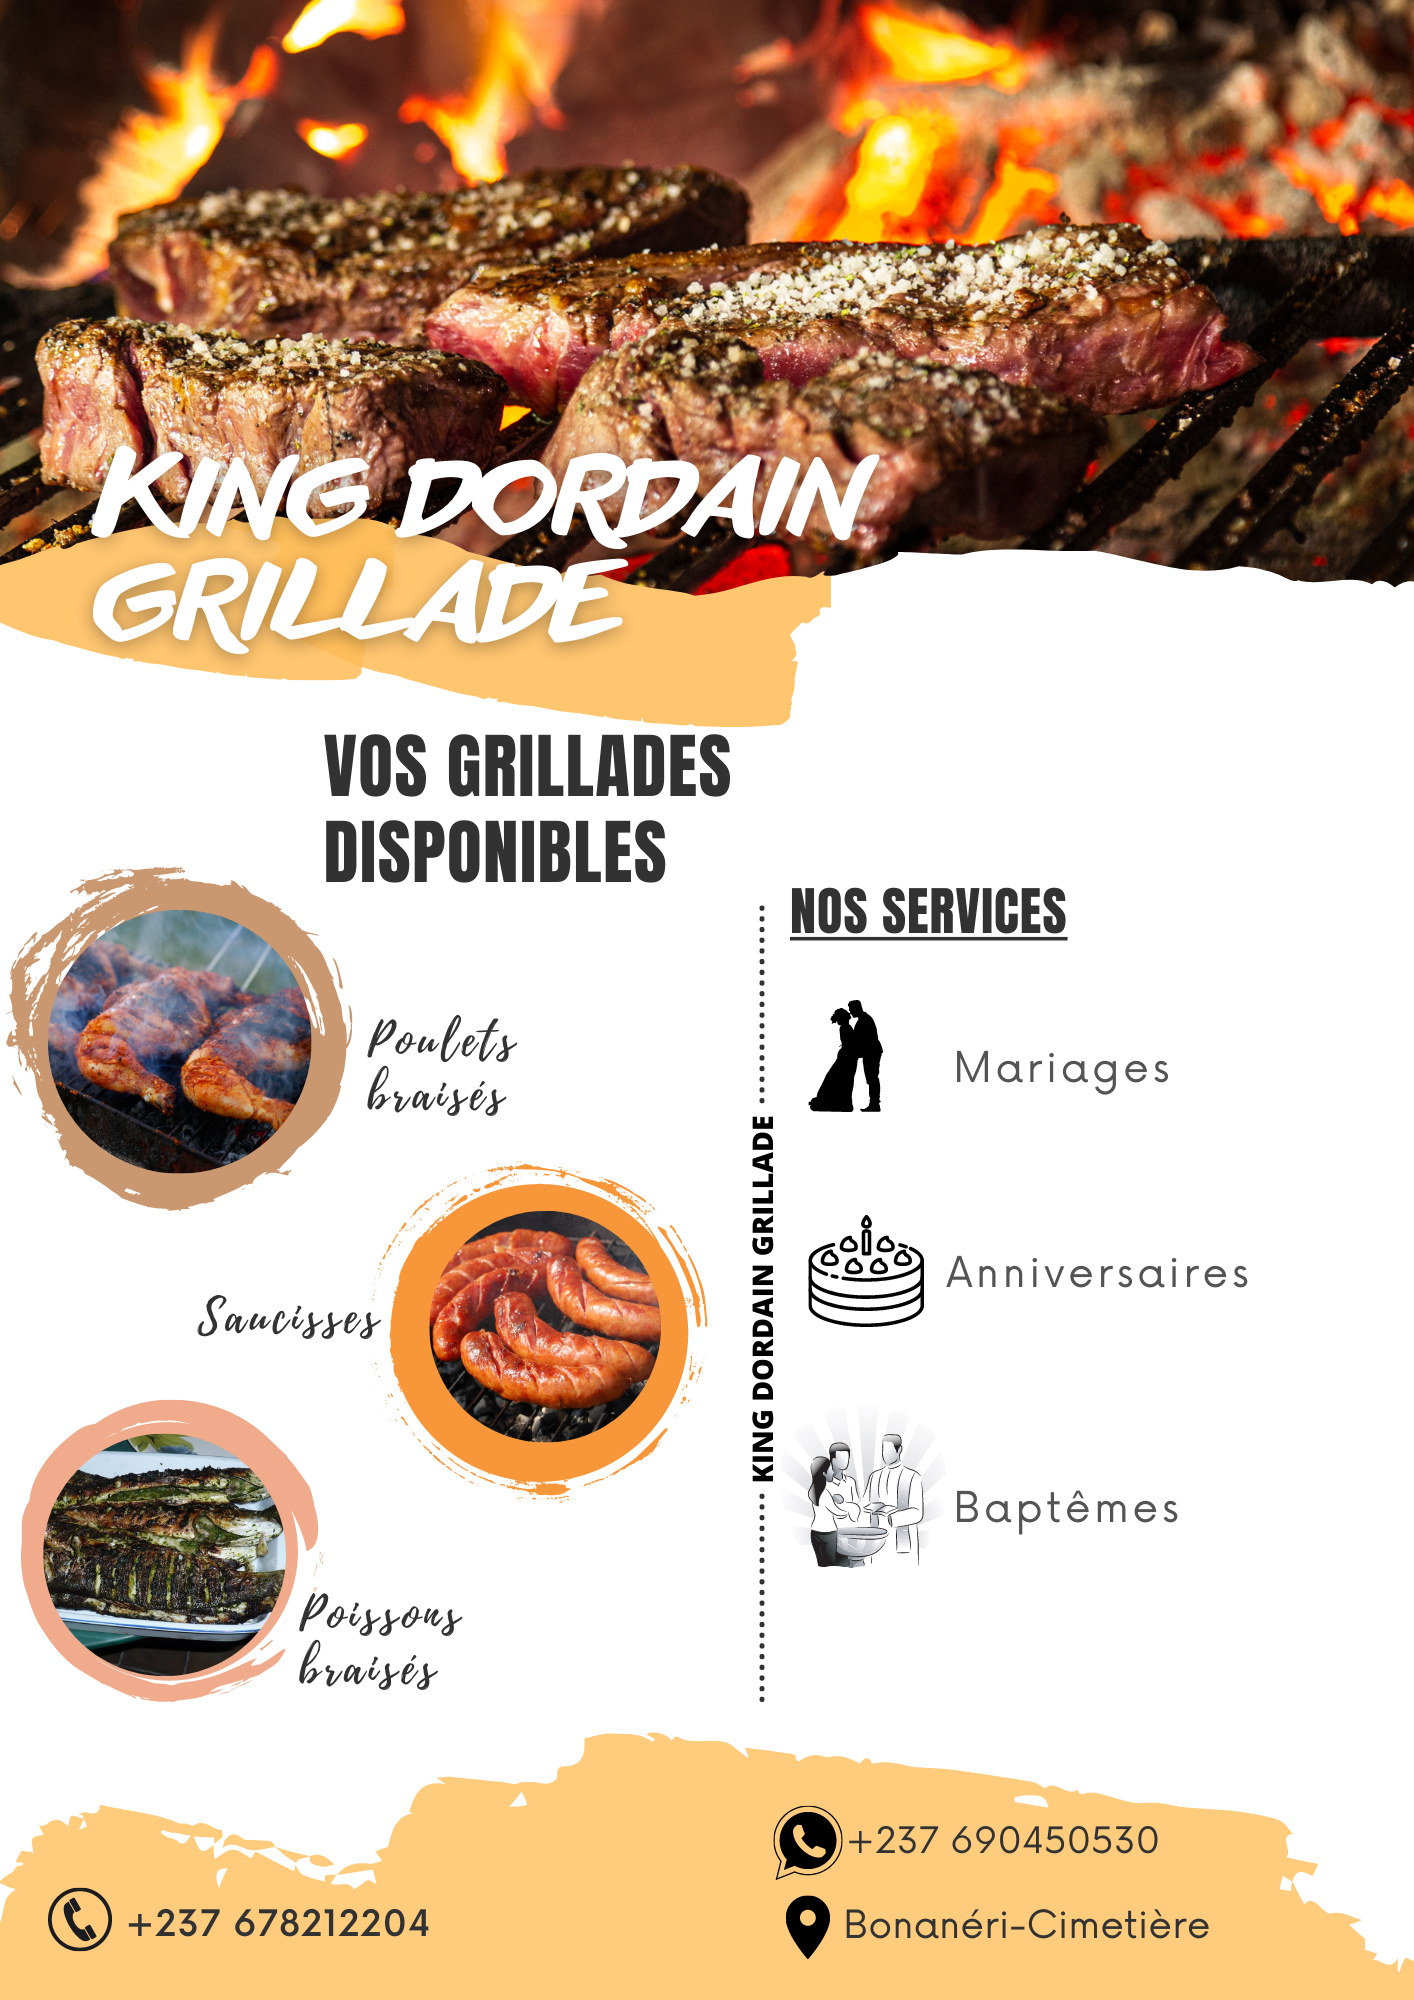 KING DORDAIN
GRILLADE
VOS GRILLADES
DISPONIBLES
Poulets
braisés
Saucisses
Poissons
braisés
KING DORDAIN GRILLADE
NOS SERVICES
Mariages
Anniversaires
Baptêmes
+237 678212204
+237 690450530
Bonanéri-Cimetière